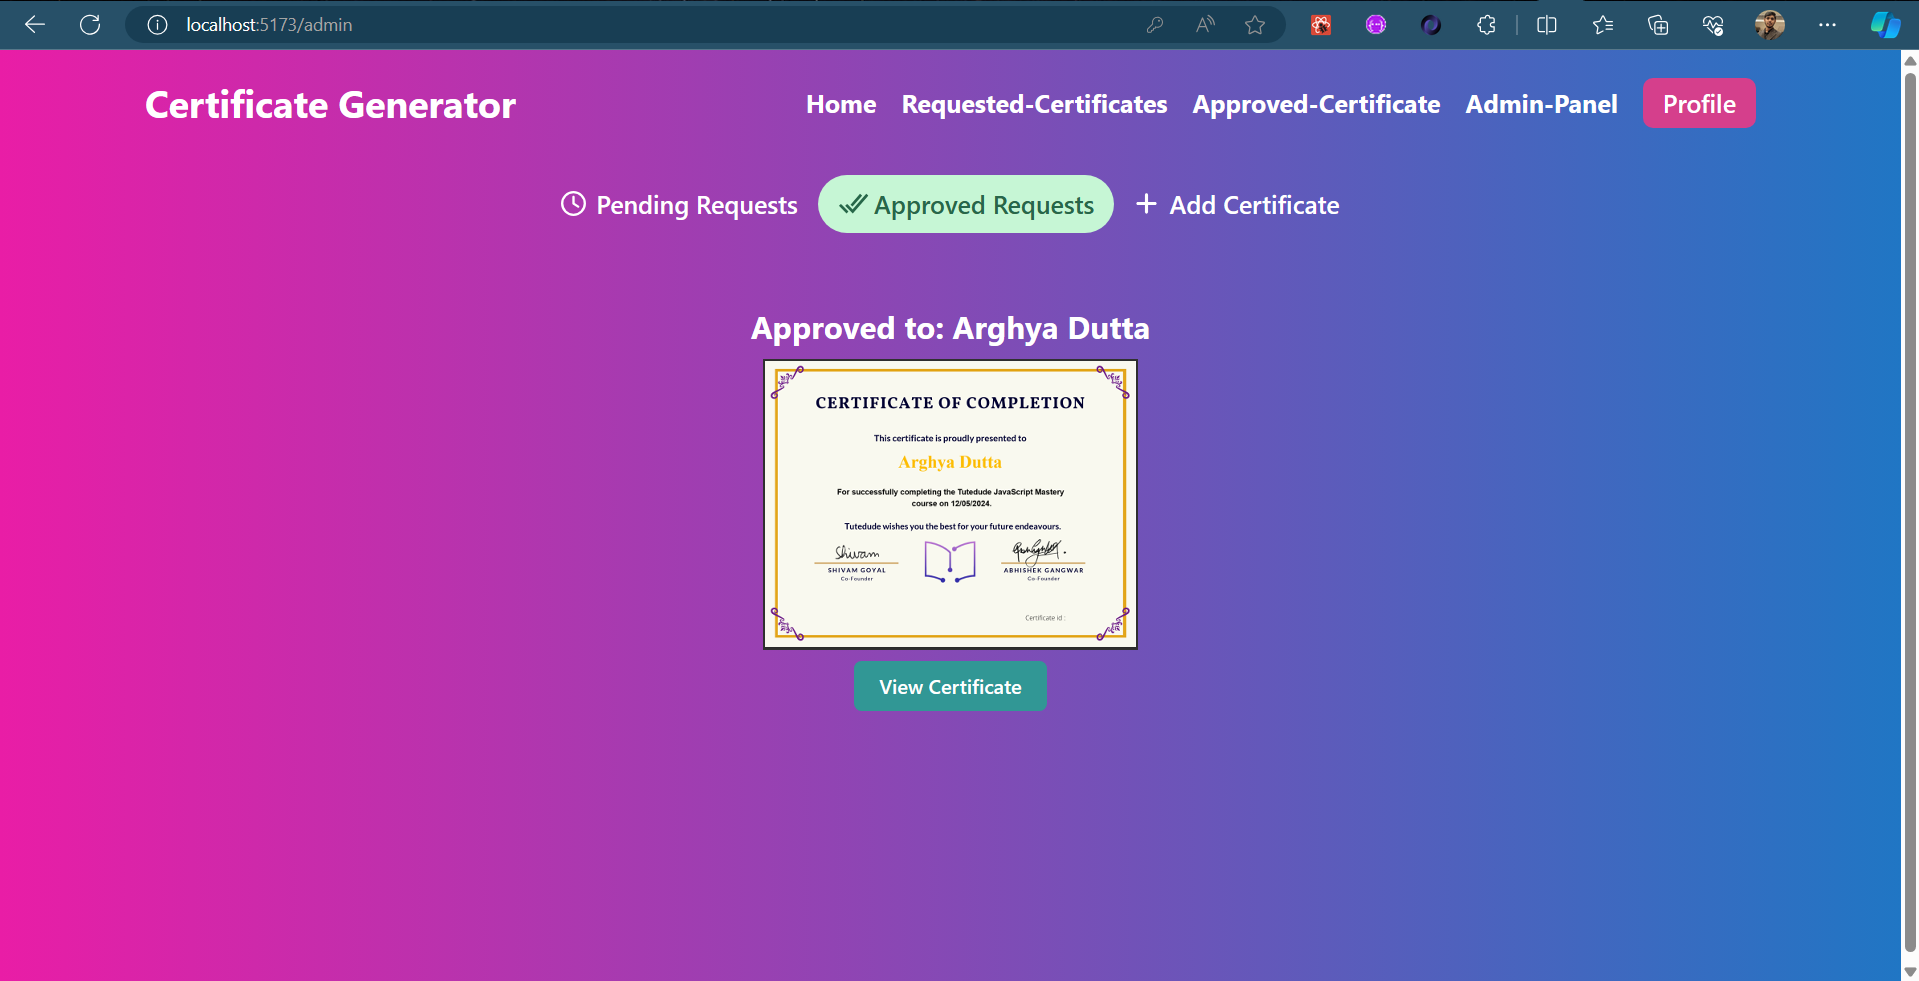 localhost:5173/admin
Certificate Generator
Home Requested-Certificates Approved-Certificate Admin-Panel Profile
Pending Requests Approved Requests + Add Certificate
Approved to: Arghya Dutta
CERTIFICATE OF COMPLETION
This certificate is proudly presented to
Arghya Dutta
For successfully completing the Tutedude JavaScript Mastery
course on 12/05/2024.
Tutedude wishes you the best for your future endeavours.
Shivam
SHIVAM GOYAL
Co-Founder
ABHISHEK GANGWAR
Co-Founder
Certificate id :
View Certificate